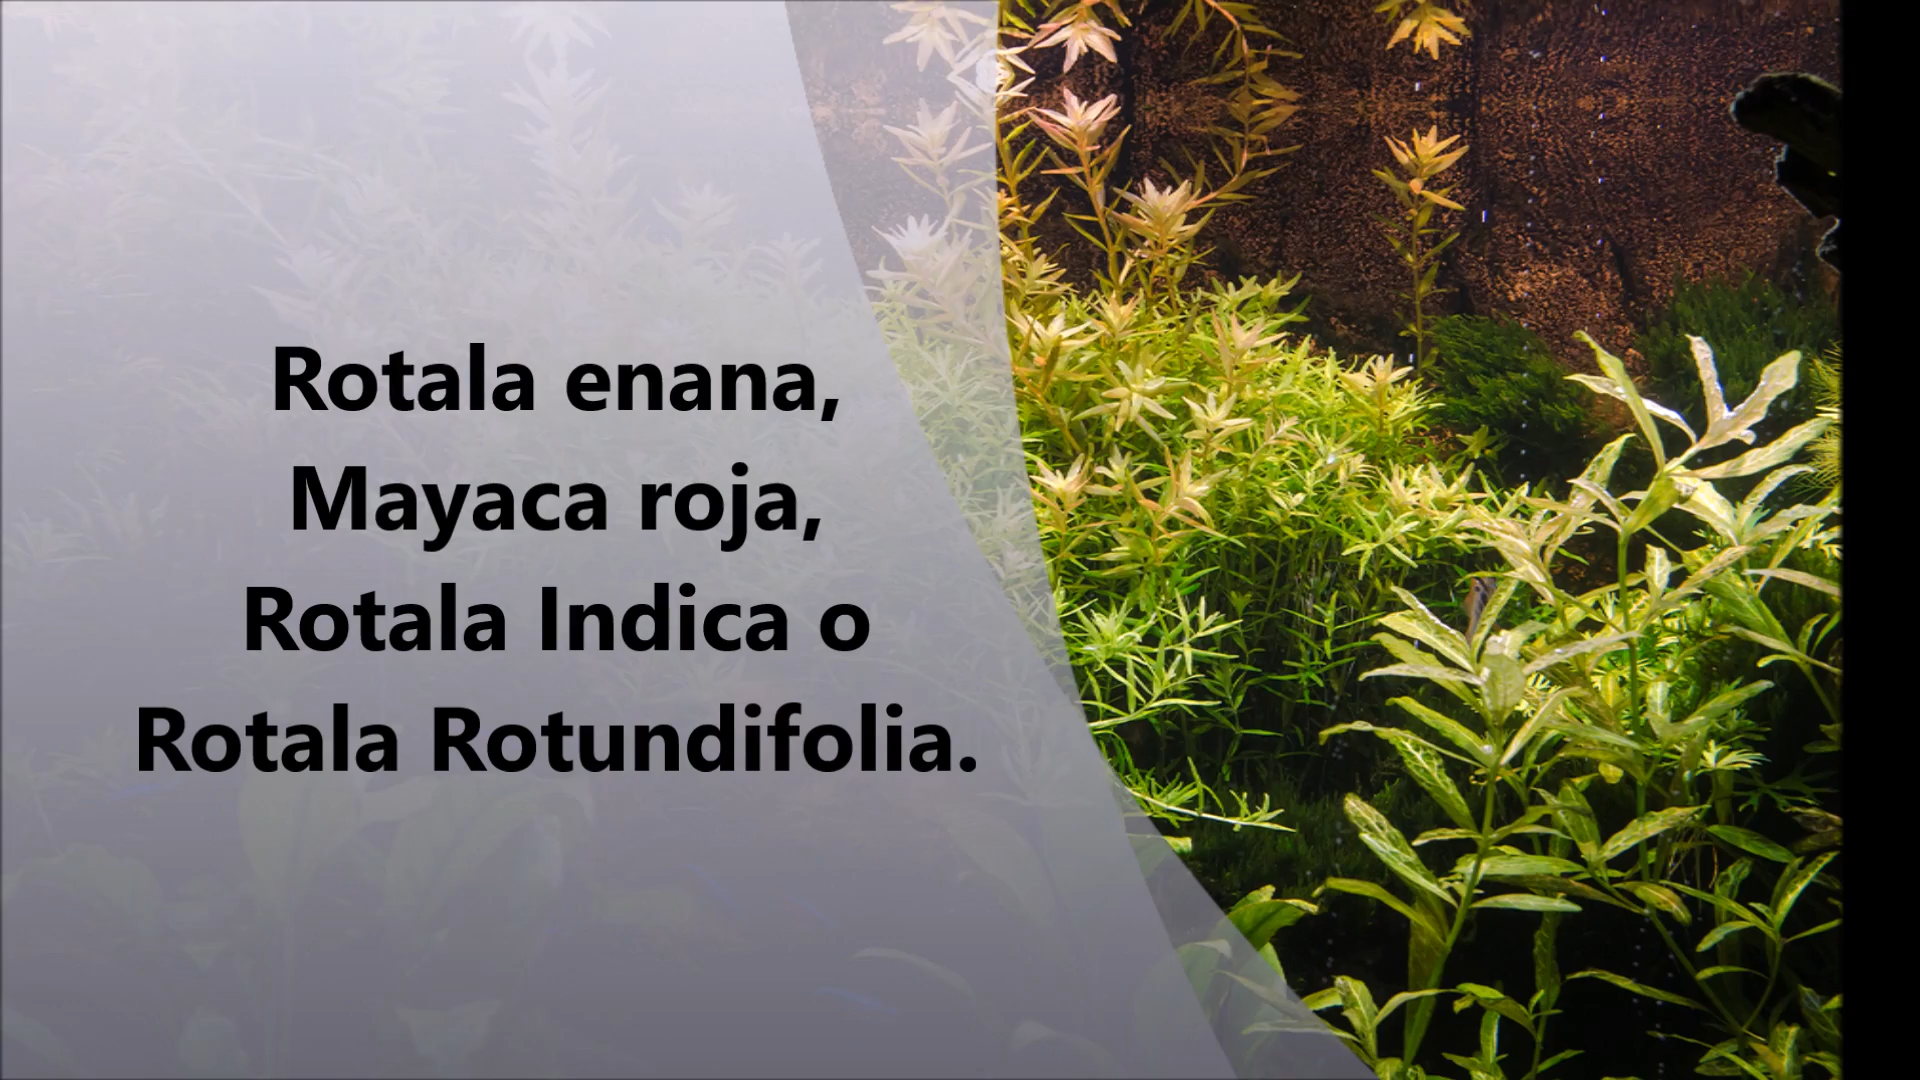 Rotala enana,
Mayaca roja,
Rotala Indica o
Rotala Rotundifolia.